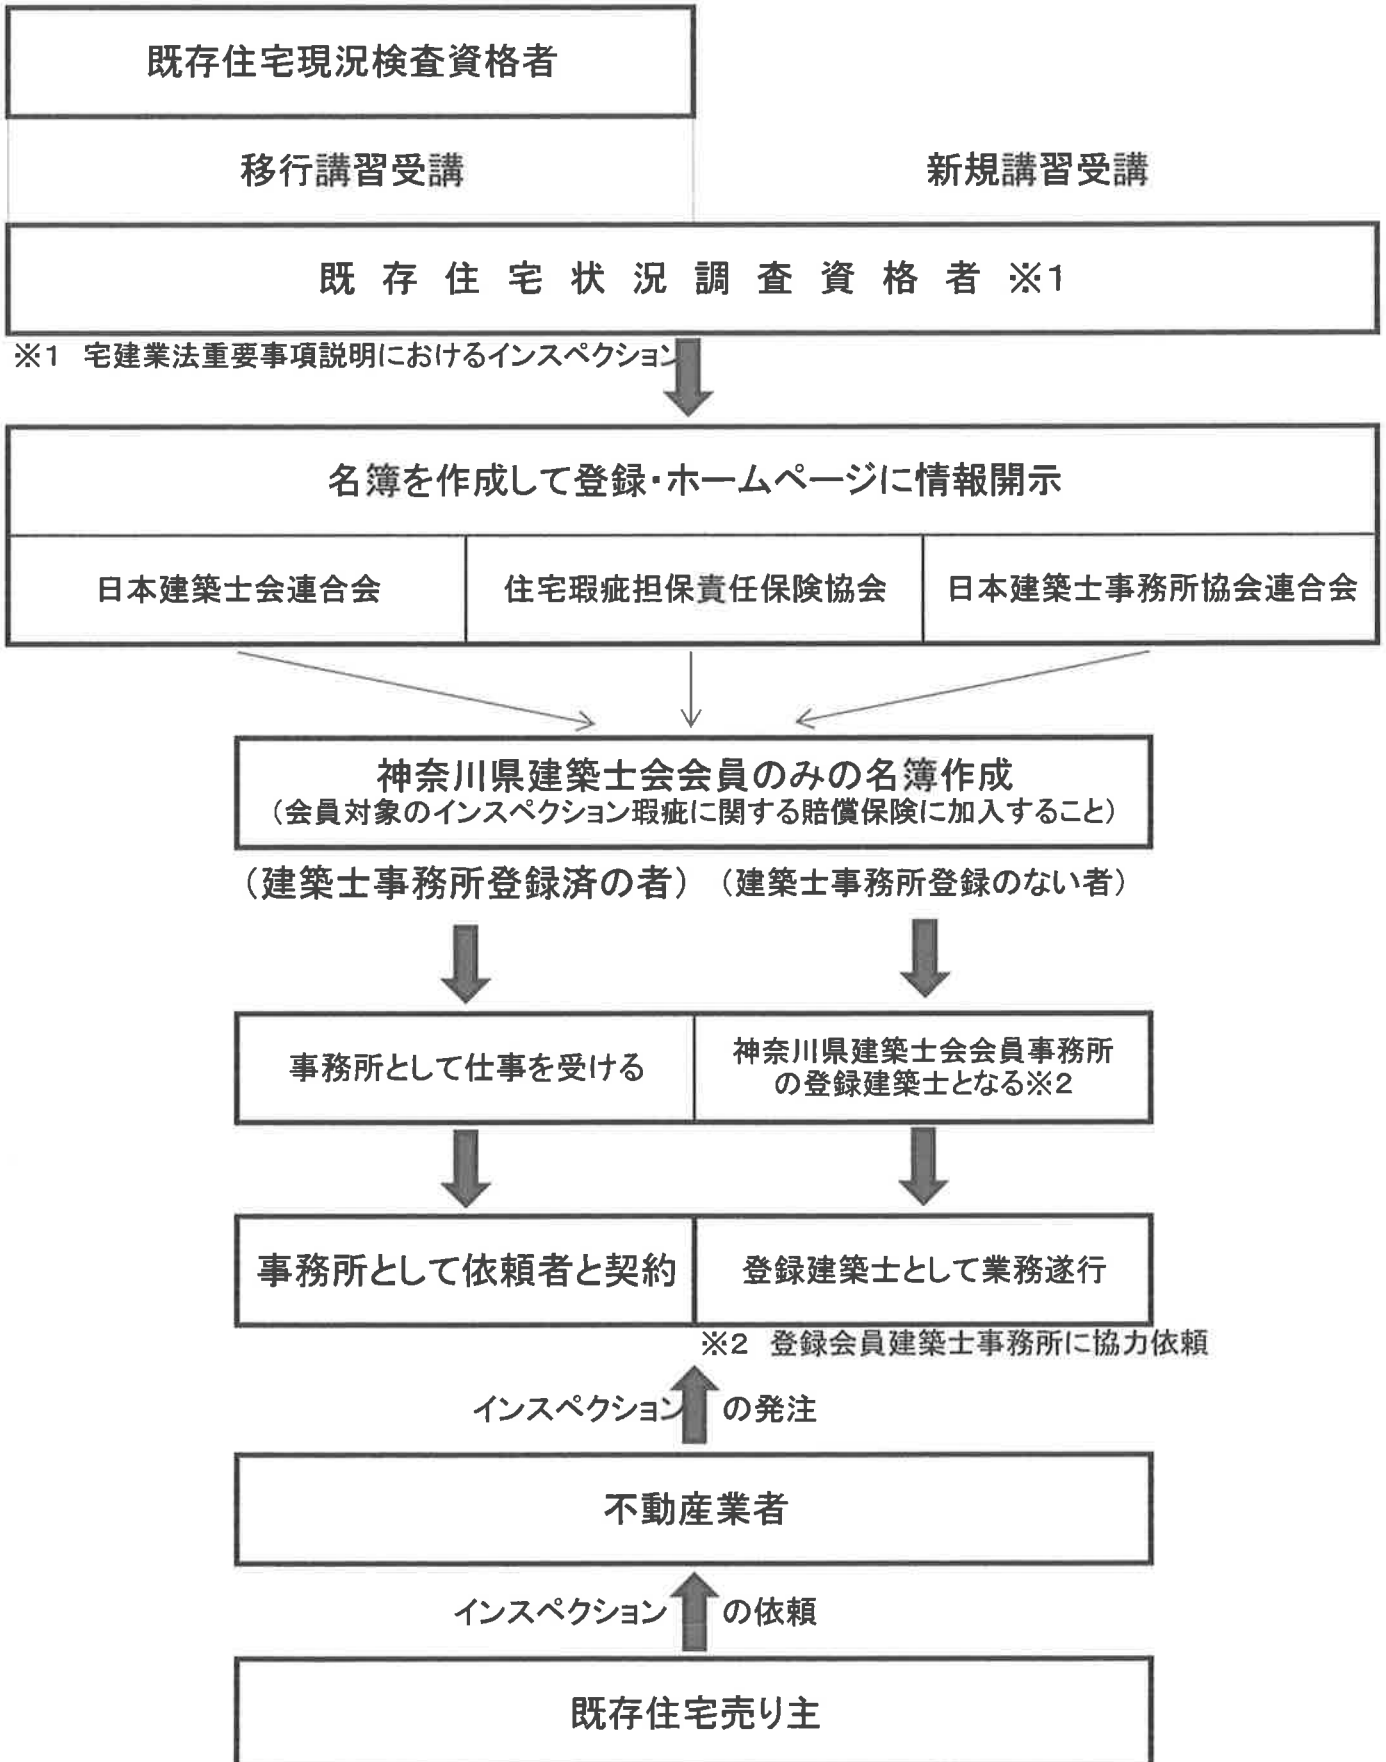 既存住宅現況検査資格者
移行講習受講
新規講習受講
既存住宅状況調査資格者※1
※1 宅建業法重要事項説明におけるインスペクション
名簿を作成して登録・ホームページに情報開示
日本建築士会連合会
住宅瑕疵担保責任保険協会
日本建築士事務所協会連合会
神奈川県建築士会会員のみの名簿作成
（会員対象のインスペクション瑕疵に関する賠償保険に加入すること）
（建築士事務所登録済の者）
（建築士事務所登録のない者）
事務所として仕事を受ける
神奈川県建築士会会員事務所
の登録建築士となる※2
事務所として依頼者と契約
登録建築士として業務遂行
※2 登録会員建築士事務所に協力依頼
インスペクション の発注
不動産業者
インスペクション の依頼
既存住宅売り主